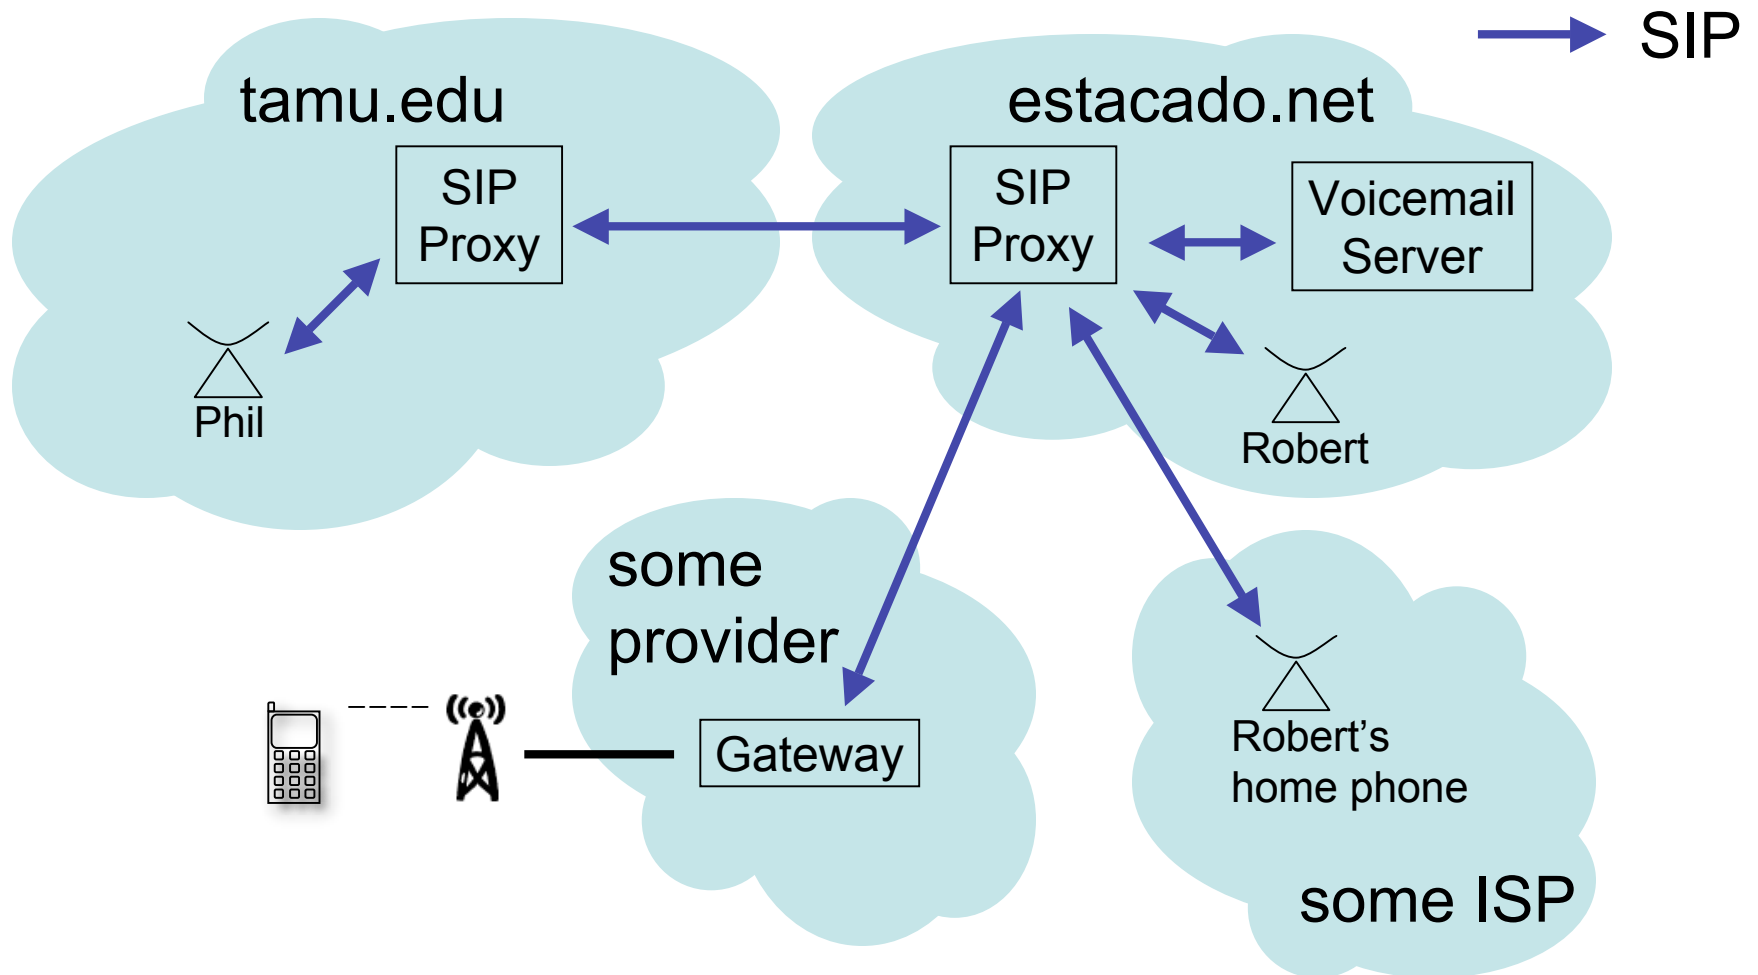 SIP
tamu.edu
estacado.net
SIP
Proxy
SIP
Proxy
Voicemail
Server
Phil
Robert
some
provider
Gateway
Robert's
home phone
some ISP